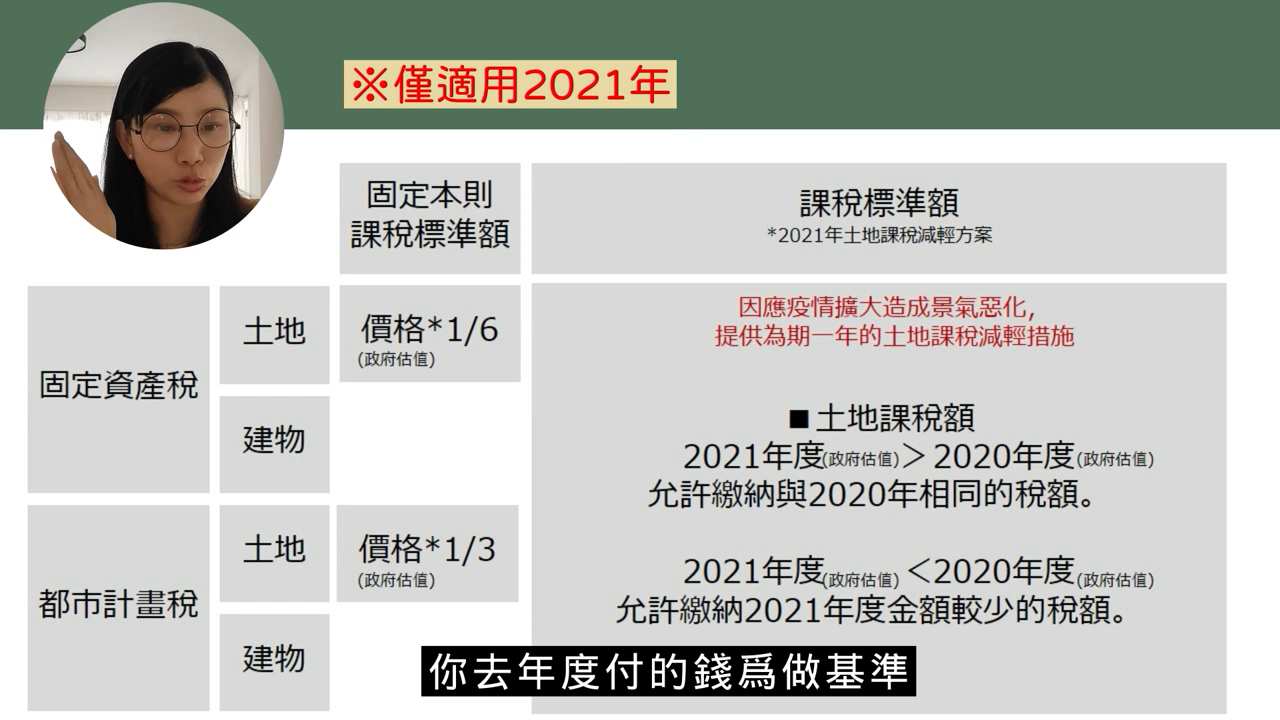 ※僅適用2021年
固定本則
課稅標準額
課稅標準額
*2021年土地課稅減輕方案
固定資產稅
土地
價格*1/6
(政府估值)
建物
因應疫情擴大造成景氣惡化,
提供為期一年的土地課稅減輕措施
■土地課稅額
2021年度(政府估值)＞2020年度(政府估值)
允許繳納與2020年相同的稅額。
2021年度(政府估值)＜2020年度(政府估值)
允許繳納2021年度金額較少的稅額。
都市計畫稅
土地
價格*1/3
(政府估值)
建物
你去年度付的錢爲做基準